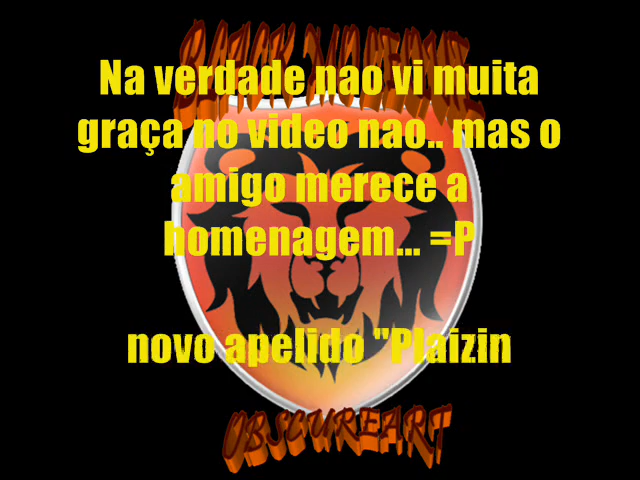 Na verdade nao vi muita
graça no video nao.. mas o
amigo merece a
homenagem... =P
novo apelido "Plaizin
OBSCUREART